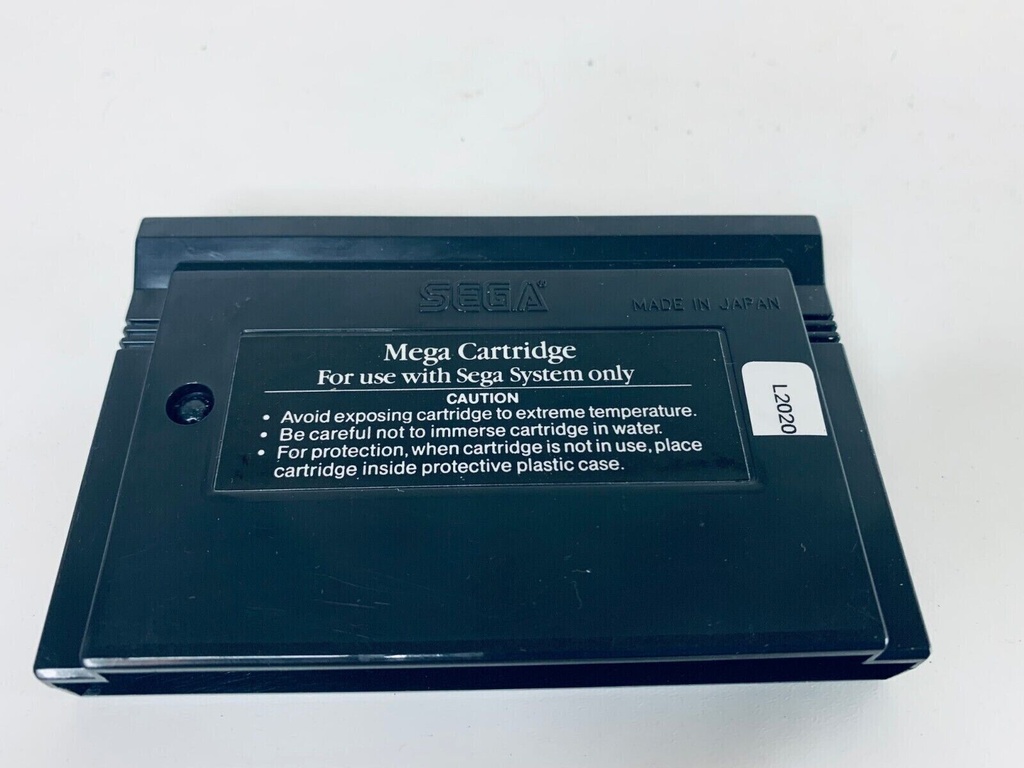 SEGA
MADE IN JAPAN
Mega Cartridge
For use with Sega System only
CAUTION
• Avoid exposing cartridge to extreme temperature.
• Be careful not to immerse cartridge in water.
• For protection, when cartridge is not in use, place
cartridge inside protective plastic case.
L2020